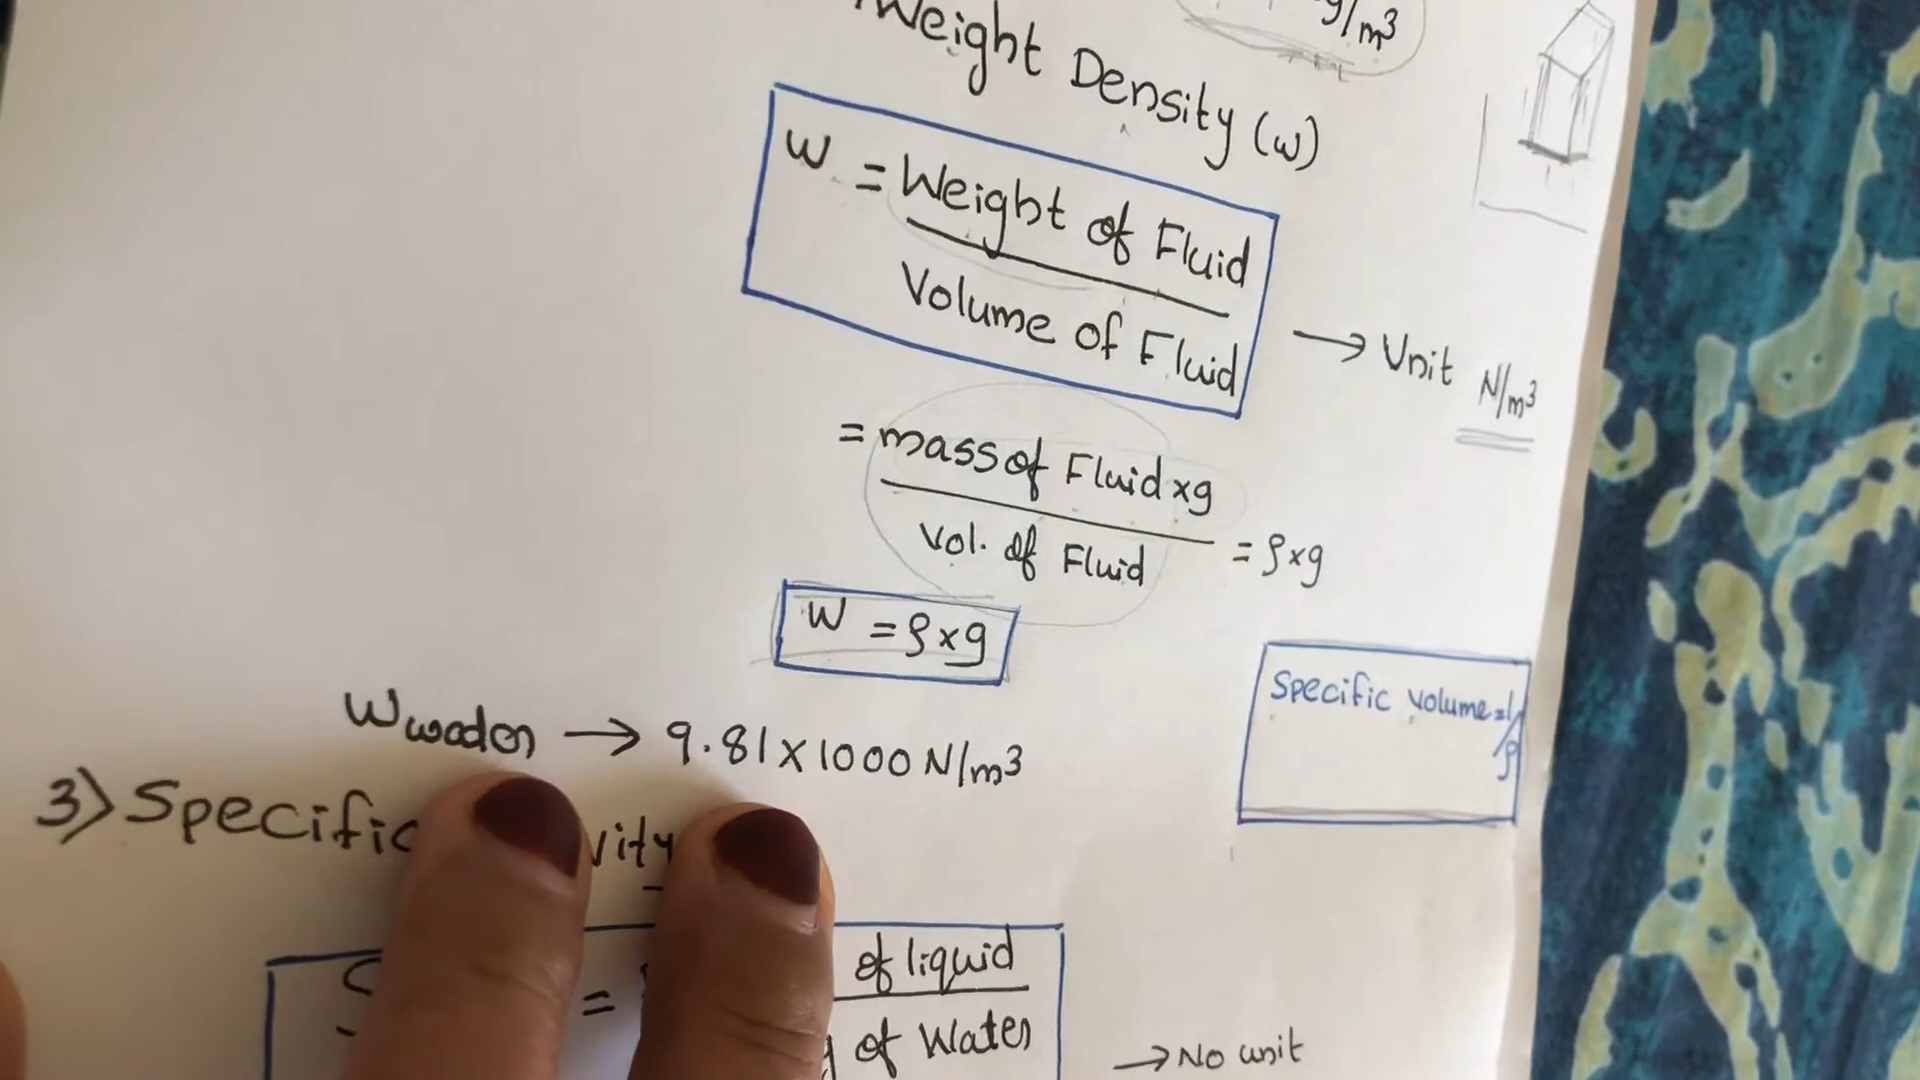 g/m³
Weight Density (w)
w = Weight of Fluid
Volume of Fluid
→ Unit N/m³
= mass of Fluid x g
Vol. of Fluid
= ρ x g
w = ρ x g
Wwater → 9.81 X 1000 N/m³
Specific volume = 1/ρ
3) Specific vity
S =
of liquid
of Water
→ No unit